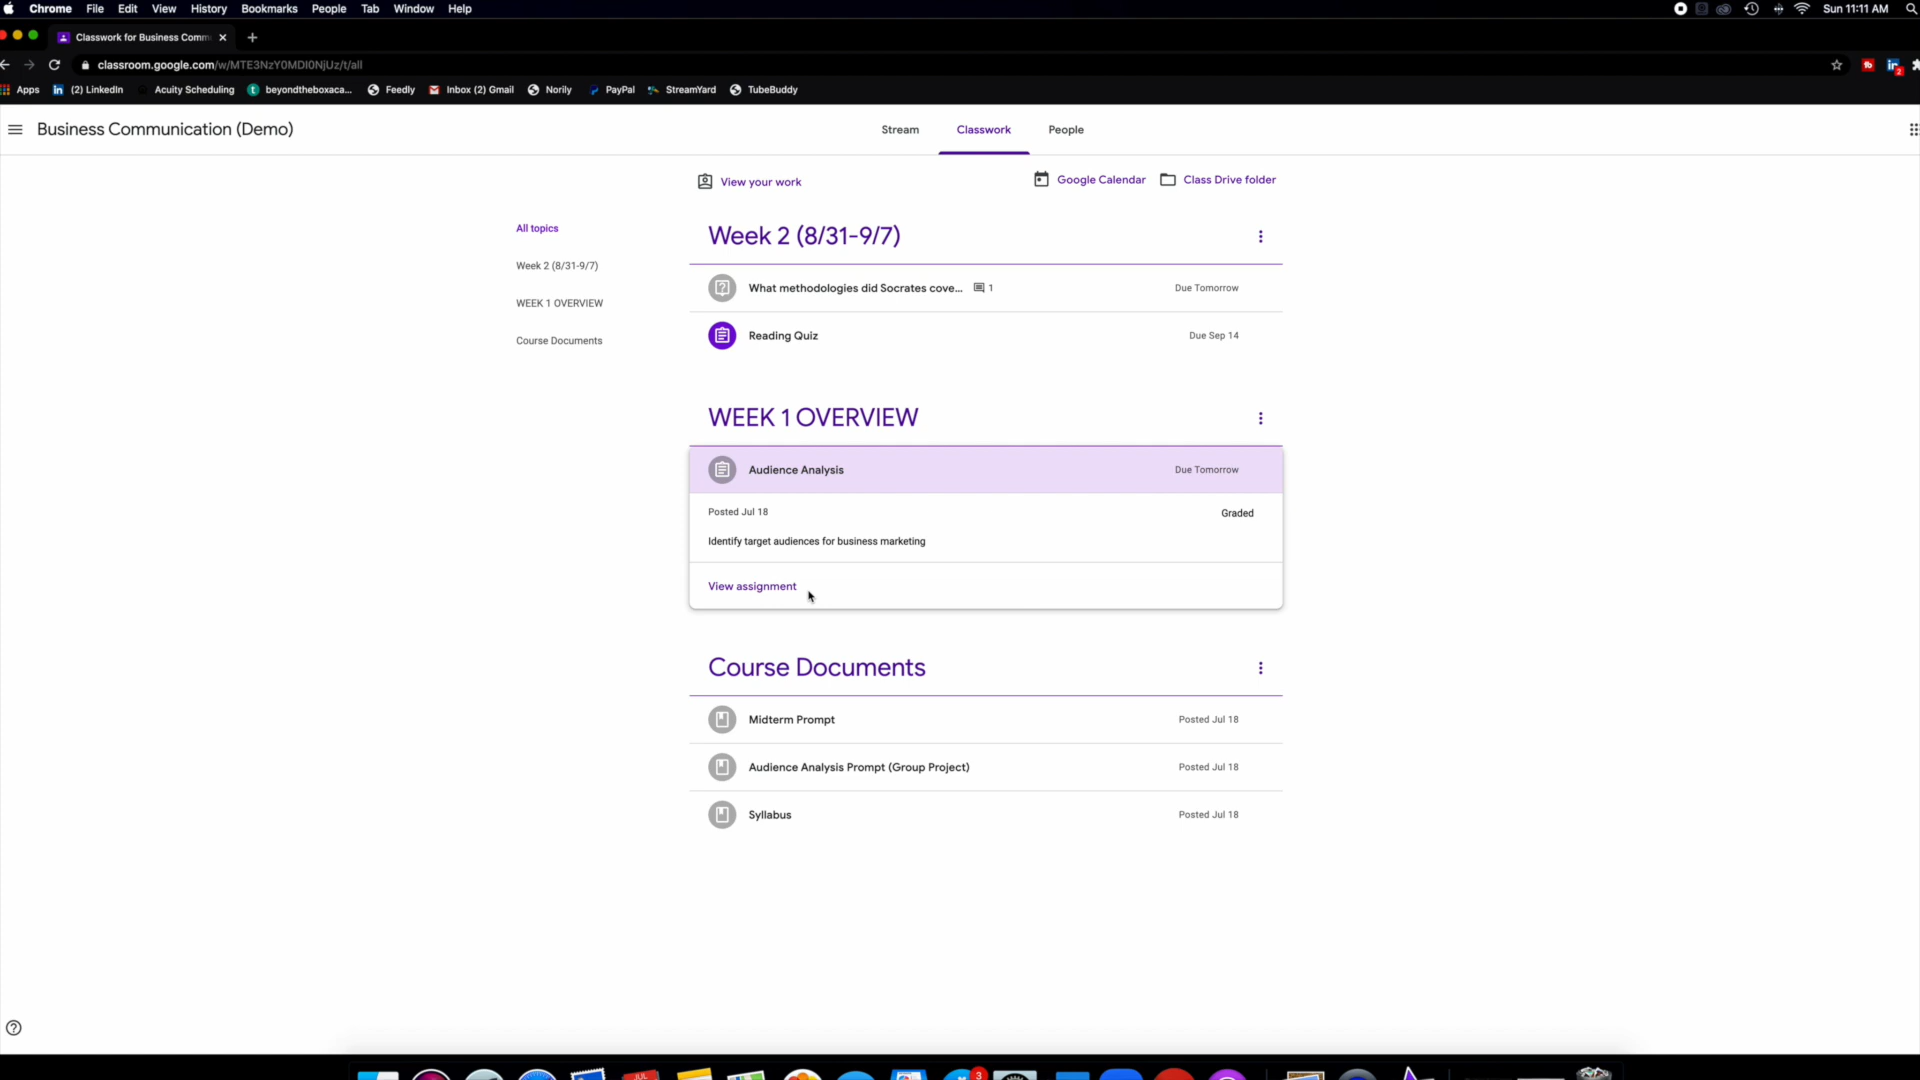 Chrome File Edit View History Bookmarks People Tab Window Help Sun 11:11 AM
Classwork for Business Comm
classroom.google.com/w/MTE3NzY0MDI0NjUz/t/all
Apps (2) LinkedIn Acuity Scheduling beyondtheboxaca... Feedly Inbox (2) Gmail Norily PayPal StreamYard TubeBuddy
2
Business Communication (Demo) Stream Classwork People
View your work Google Calendar Class Drive folder
All topics
Week 2 (8/31-9/7)
WEEK 1 OVERVIEW
Course Documents
Week 2 (8/31-9/7)
What methodologies did Socrates cove... 1 Due Tomorrow
Reading Quiz Due Sep 14
WEEK 1 OVERVIEW
Audience Analysis Due Tomorrow
Posted Jul 18 Graded
Identify target audiences for business marketing
View assignment
Course Documents
Midterm Prompt Posted Jul 18
Audience Analysis Prompt (Group Project) Posted Jul 18
Syllabus Posted Jul 18
JUL 3